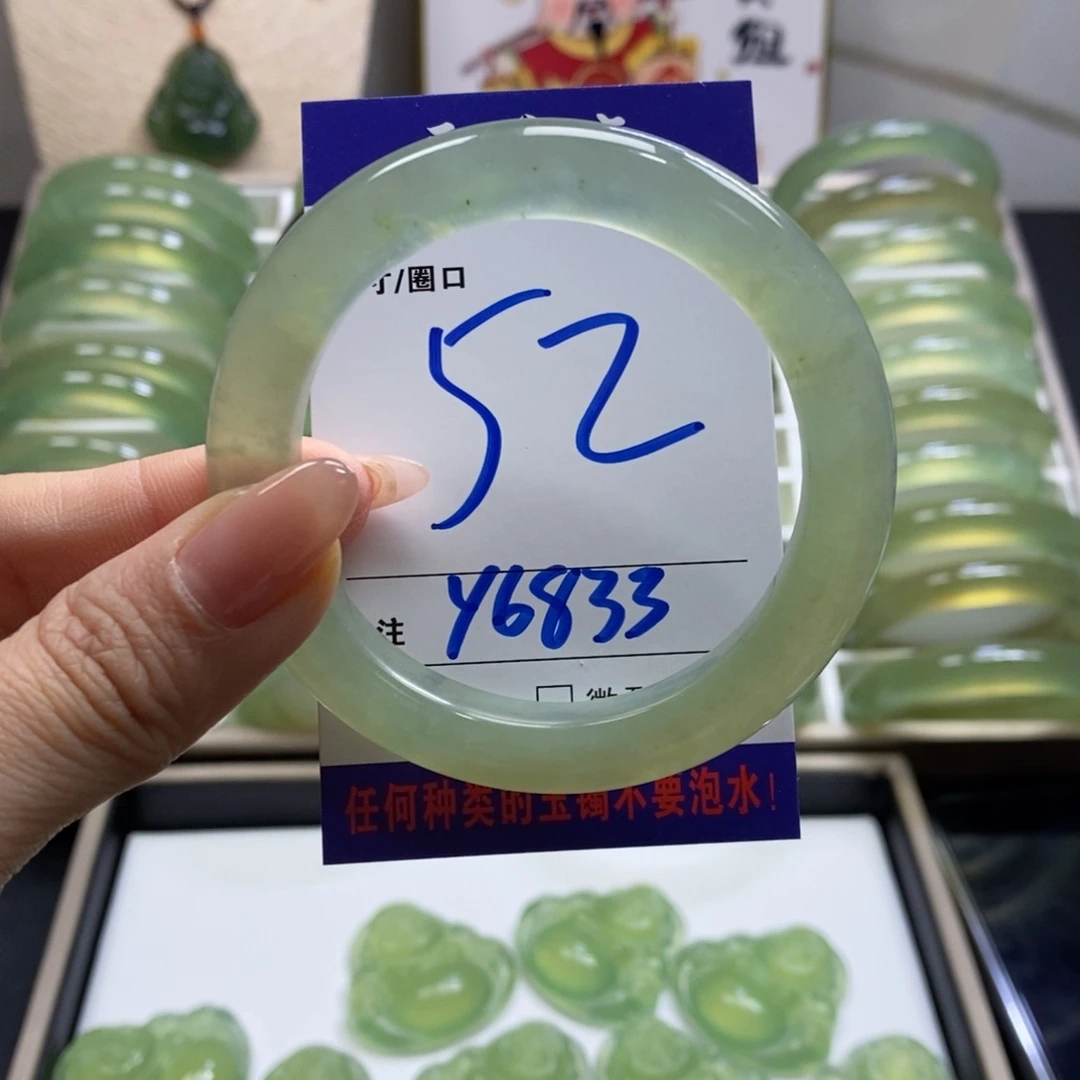 寸/圈口
52
注 Y6833
任何种类的玉镯不要泡水!